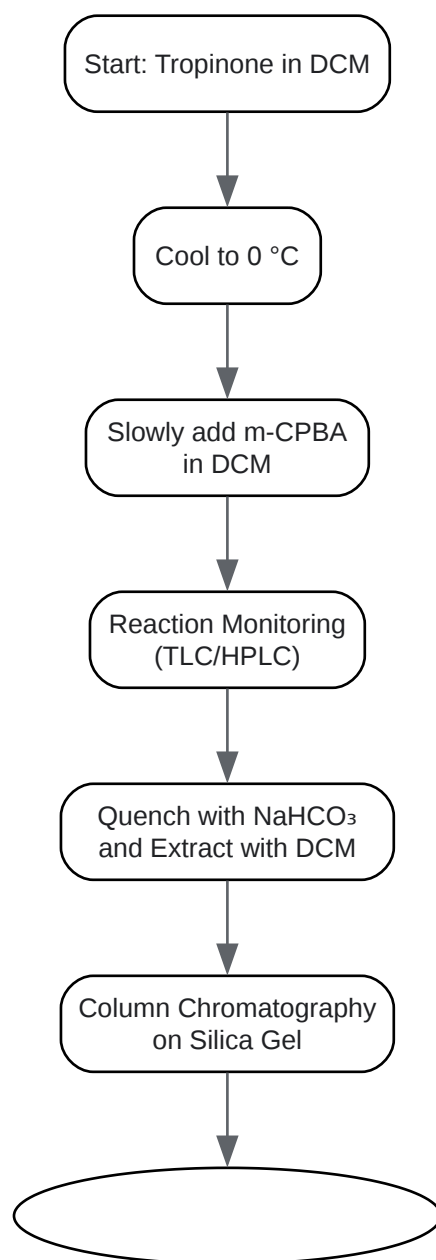 Start: Tropinone in DCM
Cool to 0 °C
Slowly add m-CPBA
in DCM
Reaction Monitoring
(TLC/HPLC)
Quench with NaHCO₃
and Extract with DCM
Column Chromatography
on Silica Gel